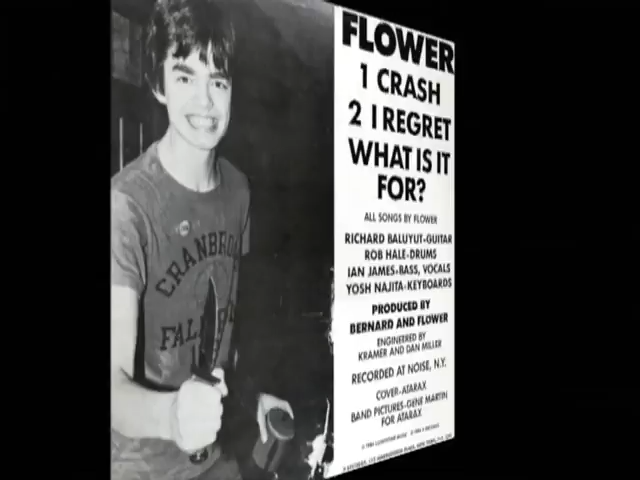 FLOWER
1 CRASH
2 I REGRET
WHAT IS IT
FOR?
ALL SONGS BY FLOWER
RICHARD BALUYUT-GUITAR
ROB HALE-DRUMS
IAN JAMES-BASS, VOCALS
YOSH NAJITA-KEYBOARDS
PRODUCED BY
BERNARD AND FLOWER
ENGINEERED BY
KRAMER AND DAN MILLER
RECORDED AT NOISE, N.Y.
COVER-ATARAX
BAND PICTURES-GENE MARTIN
FOR ATARAX
CRANBRO
FALL